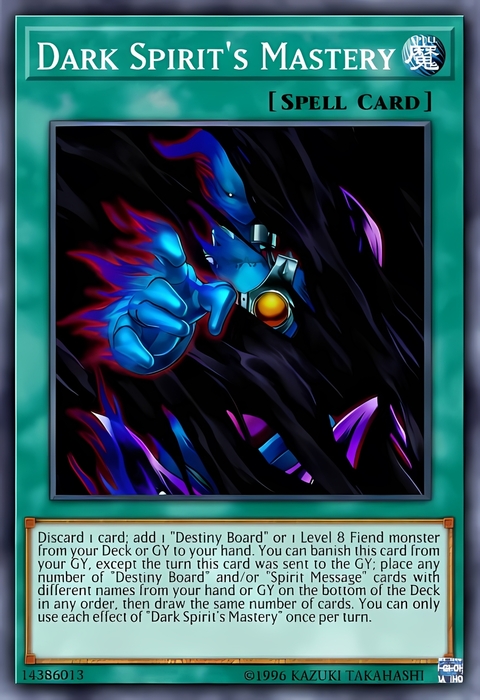 DARK SPIRIT'S MASTERY 魔
[SPELL CARD]
Discard 1 card; add 1 "Destiny Board" or 1 Level 8 Fiend monster
from your Deck or GY to your hand. You can banish this card from
your GY, except the turn this card was sent to the GY; place any
number of "Destiny Board" and/or "Spirit Message" cards with
different names from your hand or GY on the bottom of the Deck
in any order, then draw the same number of cards. You can only
use each effect of "Dark Spirit's Mastery" once per turn.
14386013 ©1996 KAZUKI TAKAHASHI